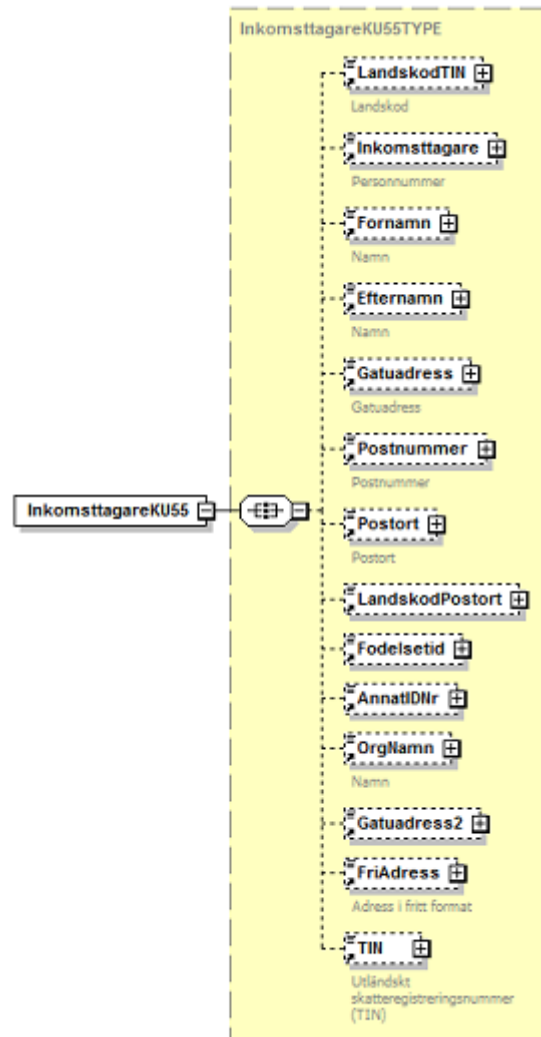 InkomsttagareKU55TYPE
LandskodTIN
Landskod
Inkomsttagare
Personnummer
Fornamn
Namn
Efternamn
Namn
Gatuadress
Gatuadress
Postnummer
Postnummer
InkomsttagareKU55
Postort
Postort
LandskodPostort
Fodelsetid
AnnatIDNr
OrgNamn
Namn
Gatuadress2
FriAdress
Adress i fritt format
TIN
Utländskt
skatteregistreringsnummer
(TIN)